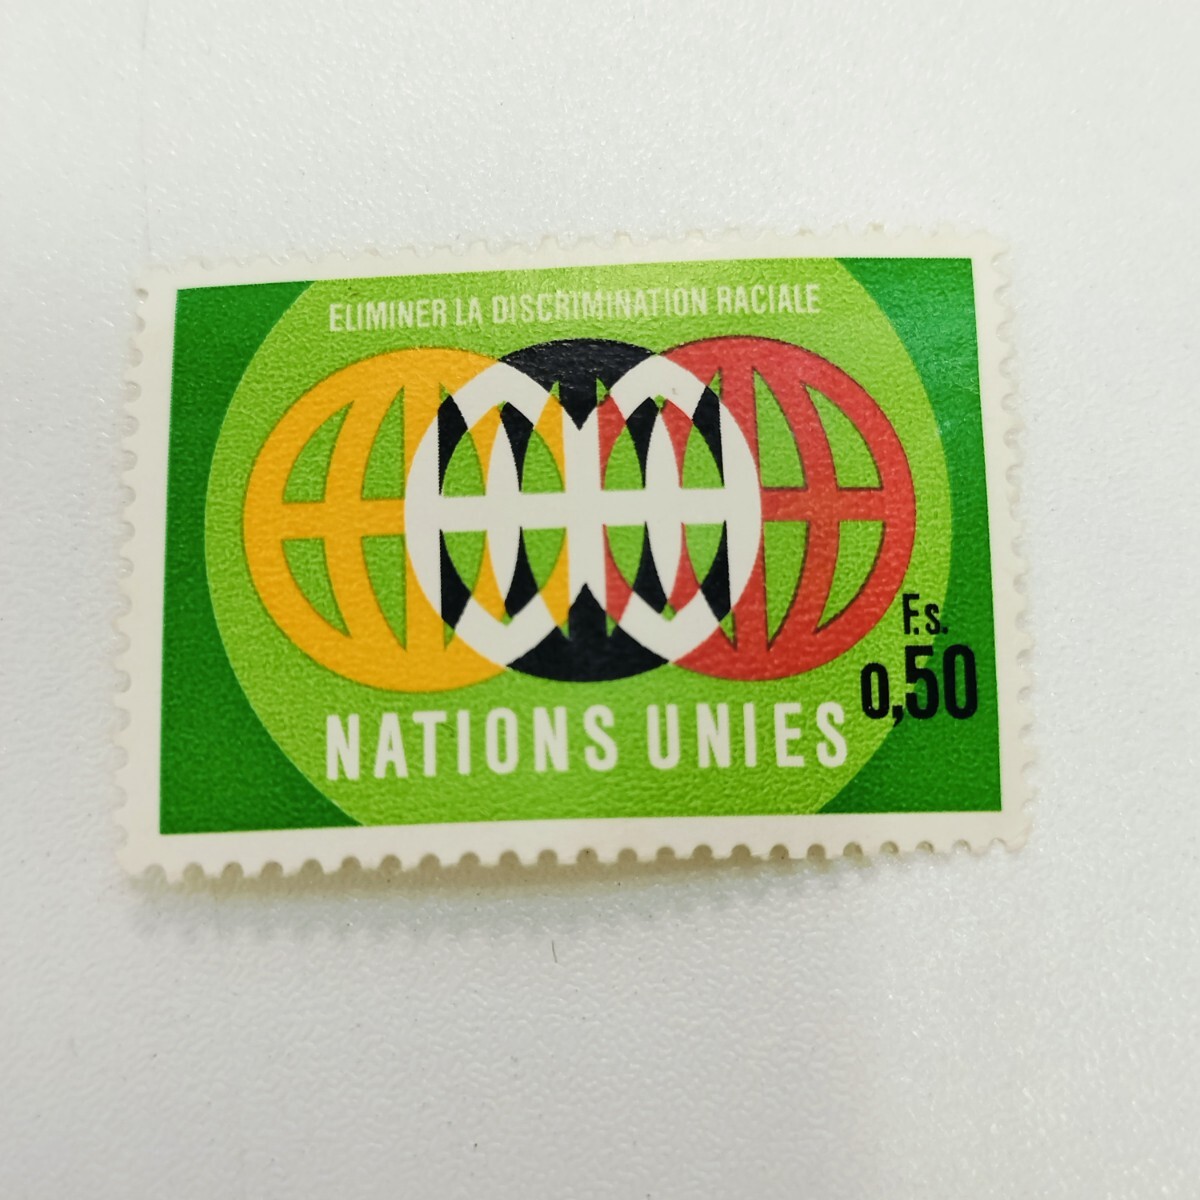 ELIMINER LA DISCRIMINATION RACIALE
F.s.
0,50
NATIONS UNIES